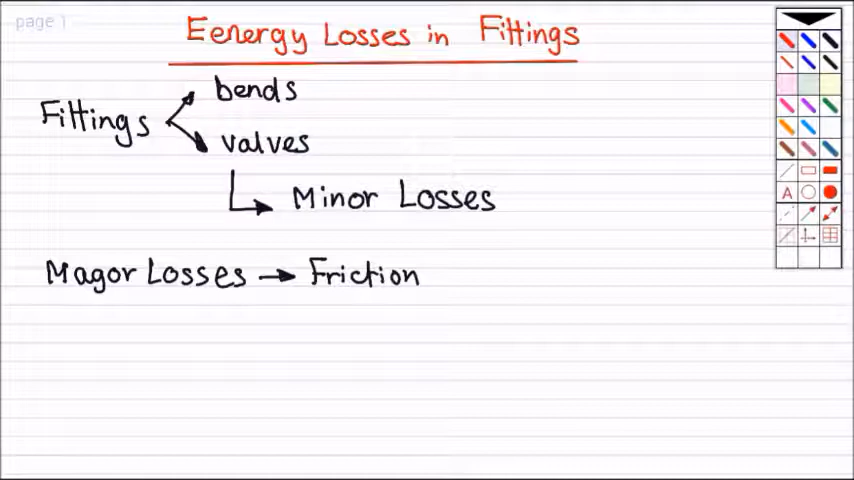 page 1
Eenergy Losses in Fittings
bends
Fittings
valves
Minor Losses
Magor Losses → Friction
A